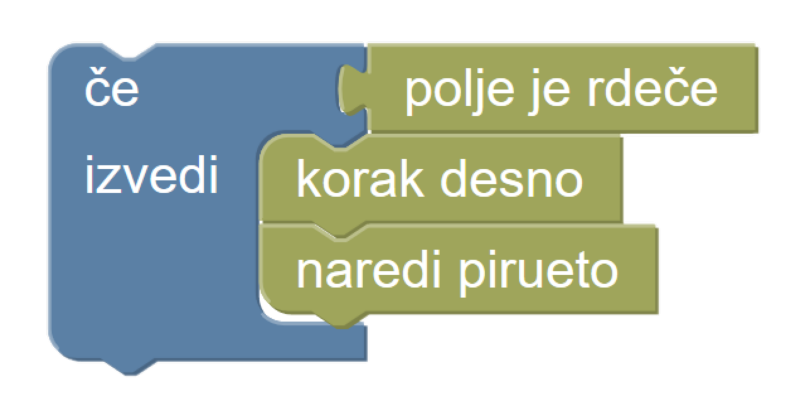 če polje je rdeče
izvedi korak desno
naredi pirueto